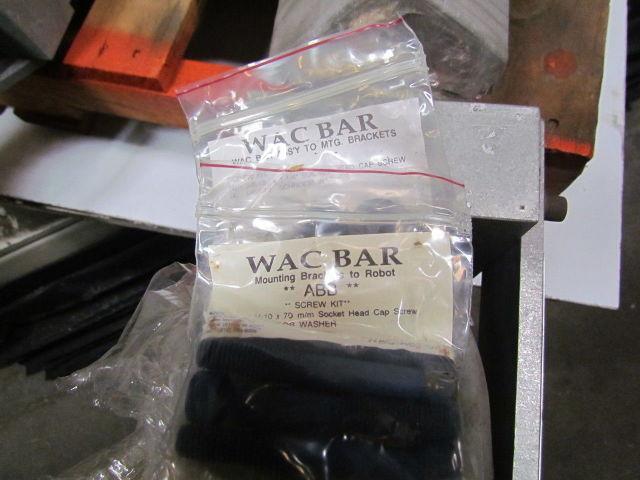 WAC BAR
WAC BAR ASS'Y TO MTG. BRACKETS
CAP SCREW
WAC BAR
Mounting Brackets to Robot
** ABB **
** SCREW KIT**
10 x 70 m/m Socket Head Cap Screw
WASHER